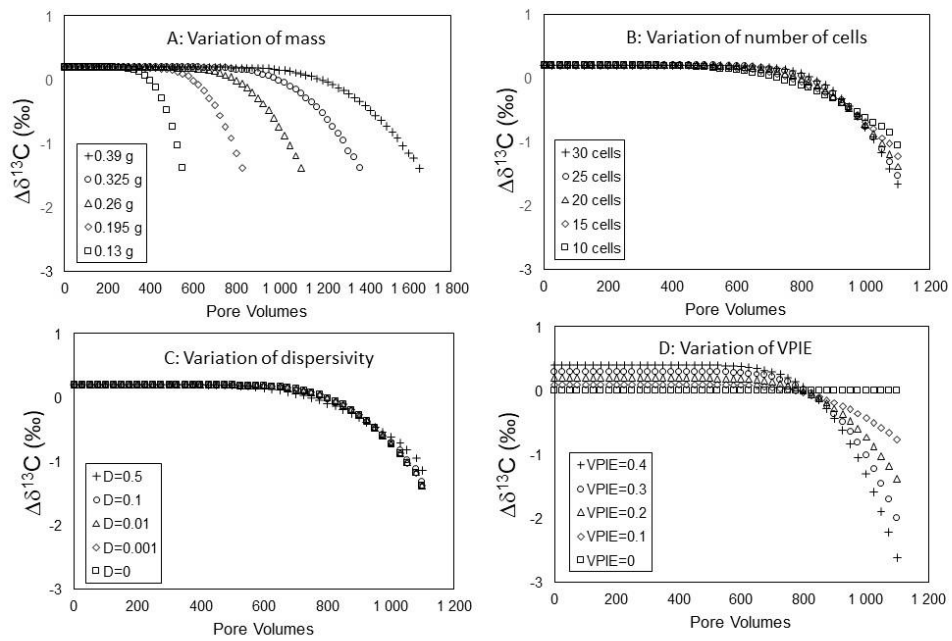 A: Variation of mass
Δδ¹³C (‰)
1
0
-1
-2
-3
+ 0.39 g
○ 0.325 g
△ 0.26 g
◇ 0.195 g
□ 0.13 g
0 200 400 600 800 1 000 1 200 1 400 1 600 1 800
Pore Volumes
B: Variation of number of cells
Δδ¹³C (‰)
1
0
-1
-2
-3
+ 30 cells
○ 25 cells
△ 20 cells
◇ 15 cells
□ 10 cells
0 200 400 600 800 1 000 1 200
Pore Volumes
C: Variation of dispersivity
Δδ¹³C (‰)
1
0
-1
-2
-3
+ D=0.5
○ D=0.1
△ D=0.01
◇ D=0.001
□ D=0
0 200 400 600 800 1 000 1 200
Pore Volumes
D: Variation of VPIE
Δδ¹³C (‰)
1
0
-1
-2
-3
+ VPIE=0.4
○ VPIE=0.3
△ VPIE=0.2
◇ VPIE=0.1
□ VPIE=0
0 200 400 600 800 1 000 1 200
Pore Volumes